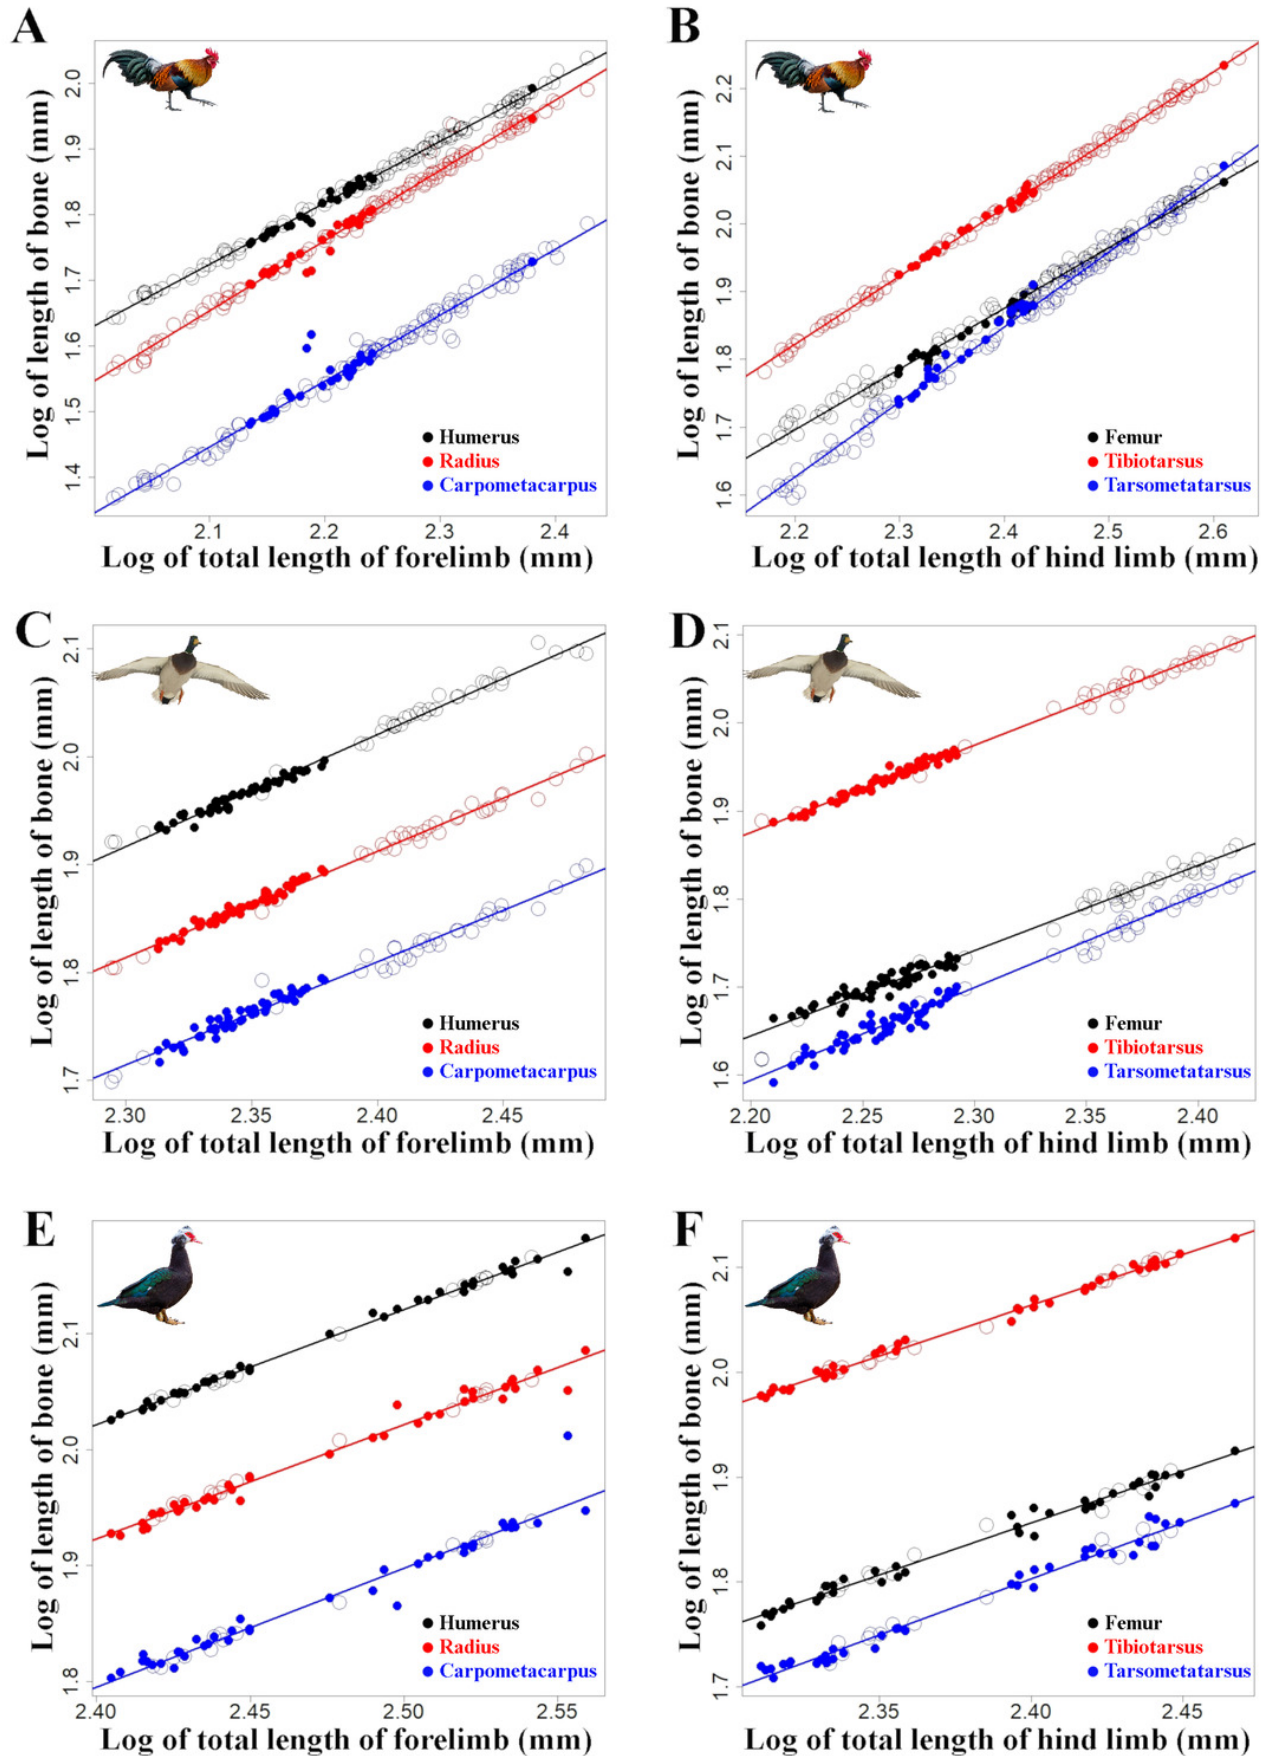 A
B
Log of length of bone (mm)
2.0
1.9
1.8
1.7
1.6
1.5
1.4
Humerus
Radius
Carpometacarpus
2.1 2.2 2.3 2.4
Log of total length of forelimb (mm)
Log of length of bone (mm)
2.2
2.1
2.0
1.9
1.8
1.7
1.6
Femur
Tibiotarsus
Tarsometatarsus
2.2 2.3 2.4 2.5 2.6
Log of total length of hind limb (mm)
C
D
Log of length of bone (mm)
2.1
2.0
1.9
1.8
1.7
Humerus
Radius
Carpometacarpus
2.30 2.35 2.40 2.45
Log of total length of forelimb (mm)
Log of length of bone (mm)
2.1
2.0
1.9
1.8
1.7
1.6
Femur
Tibiotarsus
Tarsometatarsus
2.20 2.25 2.30 2.35 2.40
Log of total length of hind limb (mm)
E
F
Log of length of bone (mm)
2.1
2.0
1.9
1.8
Humerus
Radius
Carpometacarpus
2.40 2.45 2.50 2.55
Log of total length of forelimb (mm)
Log of length of bone (mm)
2.1
2.0
1.9
1.8
1.7
Femur
Tibiotarsus
Tarsometatarsus
2.35 2.40 2.45
Log of total length of hind limb (mm)